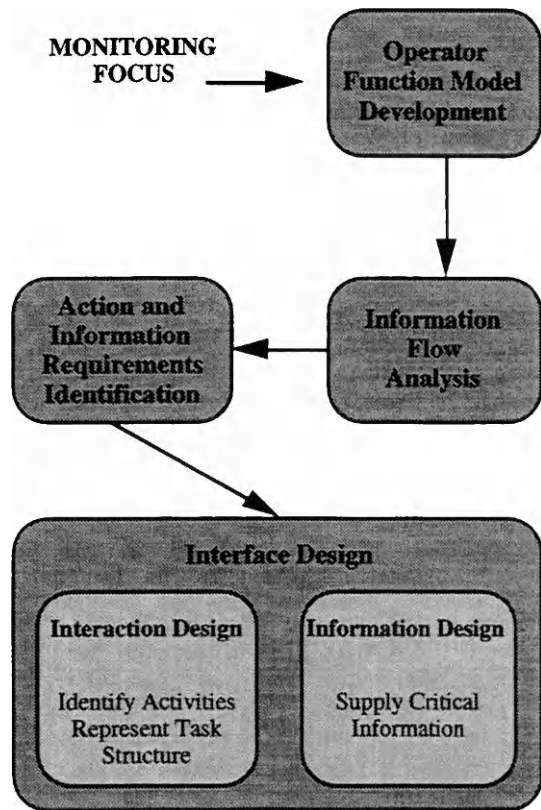 MONITORING
FOCUS
Operator
Function Model
Development
Information
Flow
Analysis
Action and
Information
Requirements
Identification
Interface Design
Interaction Design
Identify Activities
Represent Task
Structure
Information Design
Supply Critical
Information